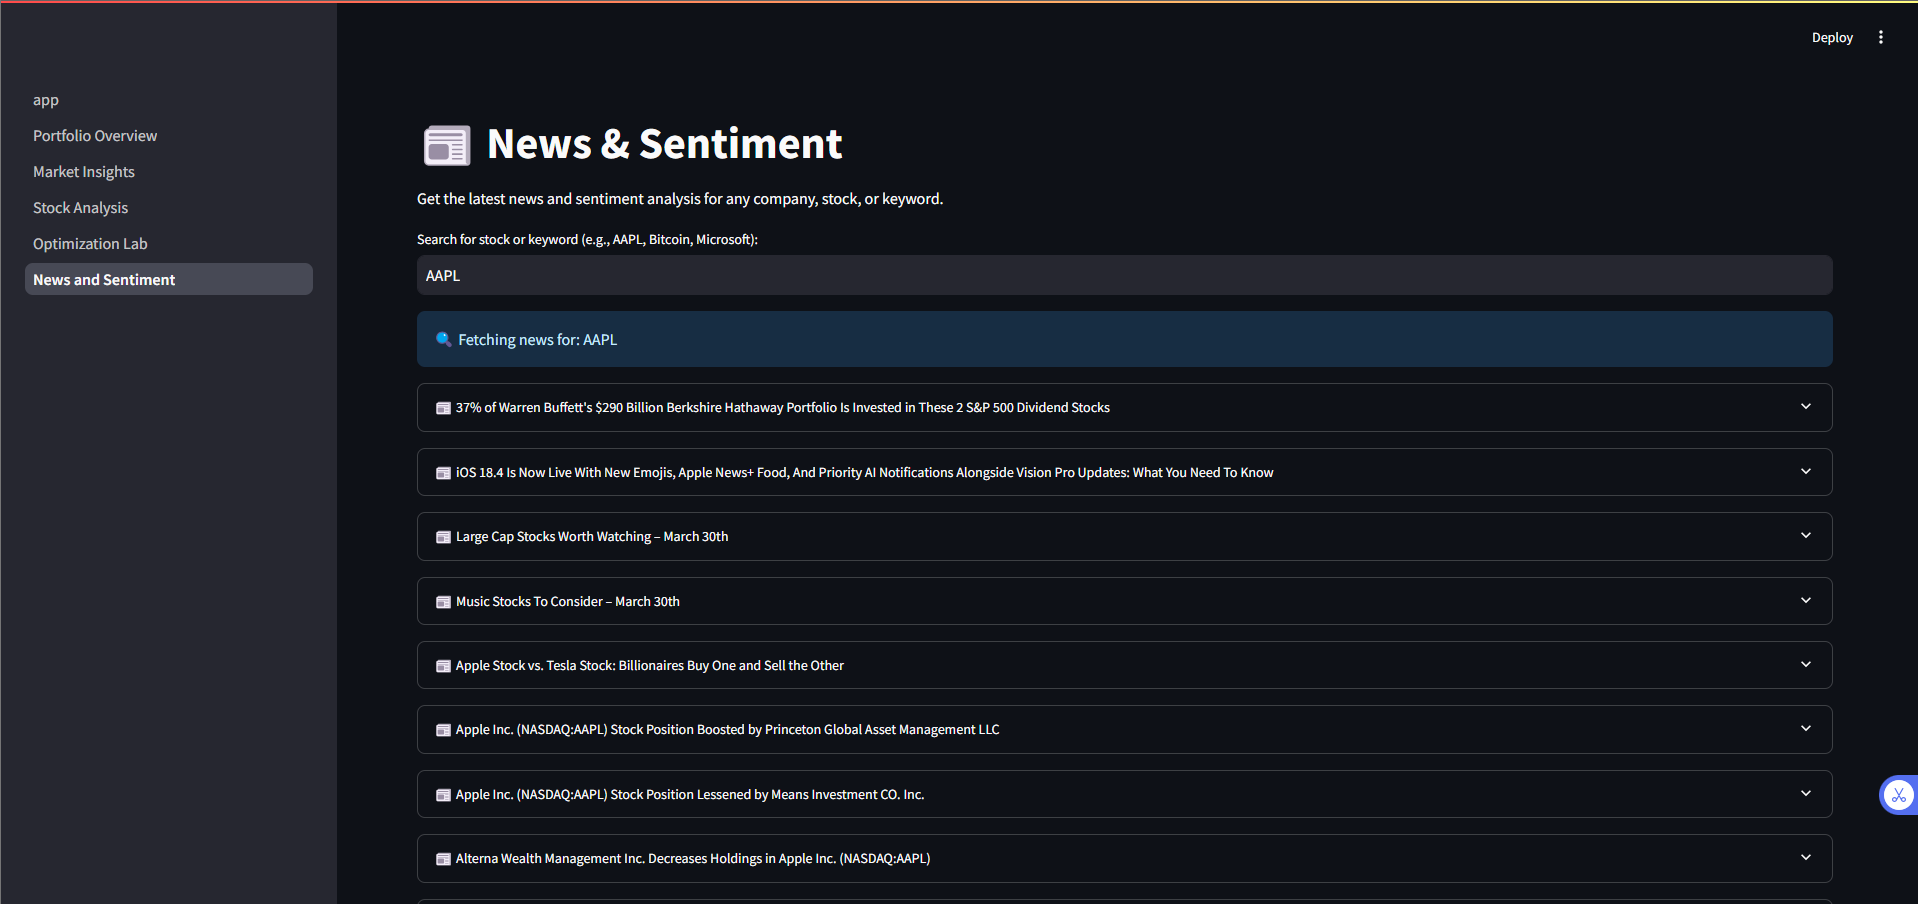 Deploy
app
Portfolio Overview
Market Insights
Stock Analysis
Optimization Lab
News and Sentiment
News & Sentiment
Get the latest news and sentiment analysis for any company, stock, or keyword.
Search for stock or keyword (e.g., AAPL, Bitcoin, Microsoft):
AAPL
Fetching news for: AAPL
37% of Warren Buffett's $290 Billion Berkshire Hathaway Portfolio Is Invested in These 2 S&P 500 Dividend Stocks
iOS 18.4 Is Now Live With New Emojis, Apple News+ Food, And Priority AI Notifications Alongside Vision Pro Updates: What You Need To Know
Large Cap Stocks Worth Watching – March 30th
Music Stocks To Consider – March 30th
Apple Stock vs. Tesla Stock: Billionaires Buy One and Sell the Other
Apple Inc. (NASDAQ:AAPL) Stock Position Boosted by Princeton Global Asset Management LLC
Apple Inc. (NASDAQ:AAPL) Stock Position Lessened by Means Investment CO. Inc.
Alterna Wealth Management Inc. Decreases Holdings in Apple Inc. (NASDAQ:AAPL)